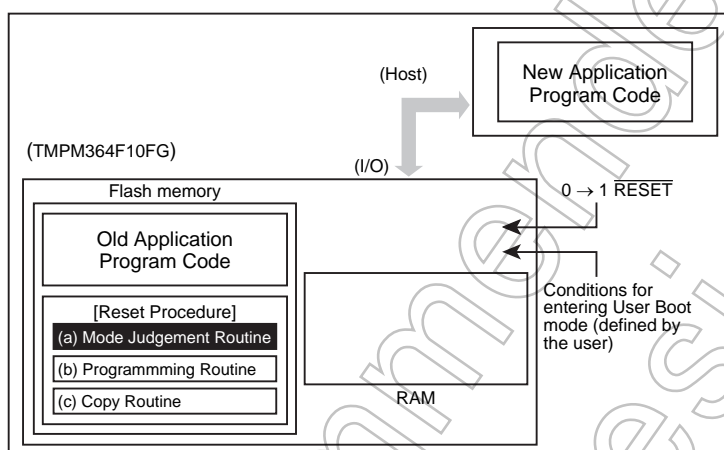 (Host)
New Application
Program Code
(TMPM364F10FG)
(I/O)
Flash memory
Old Application
Program Code
[Reset Procedure]
(a) Mode Judgement Routine
(b) Programmming Routine
(c) Copy Routine
RAM
0 → 1 RESET
Conditions for
entering User Boot
mode (defined by
the user)